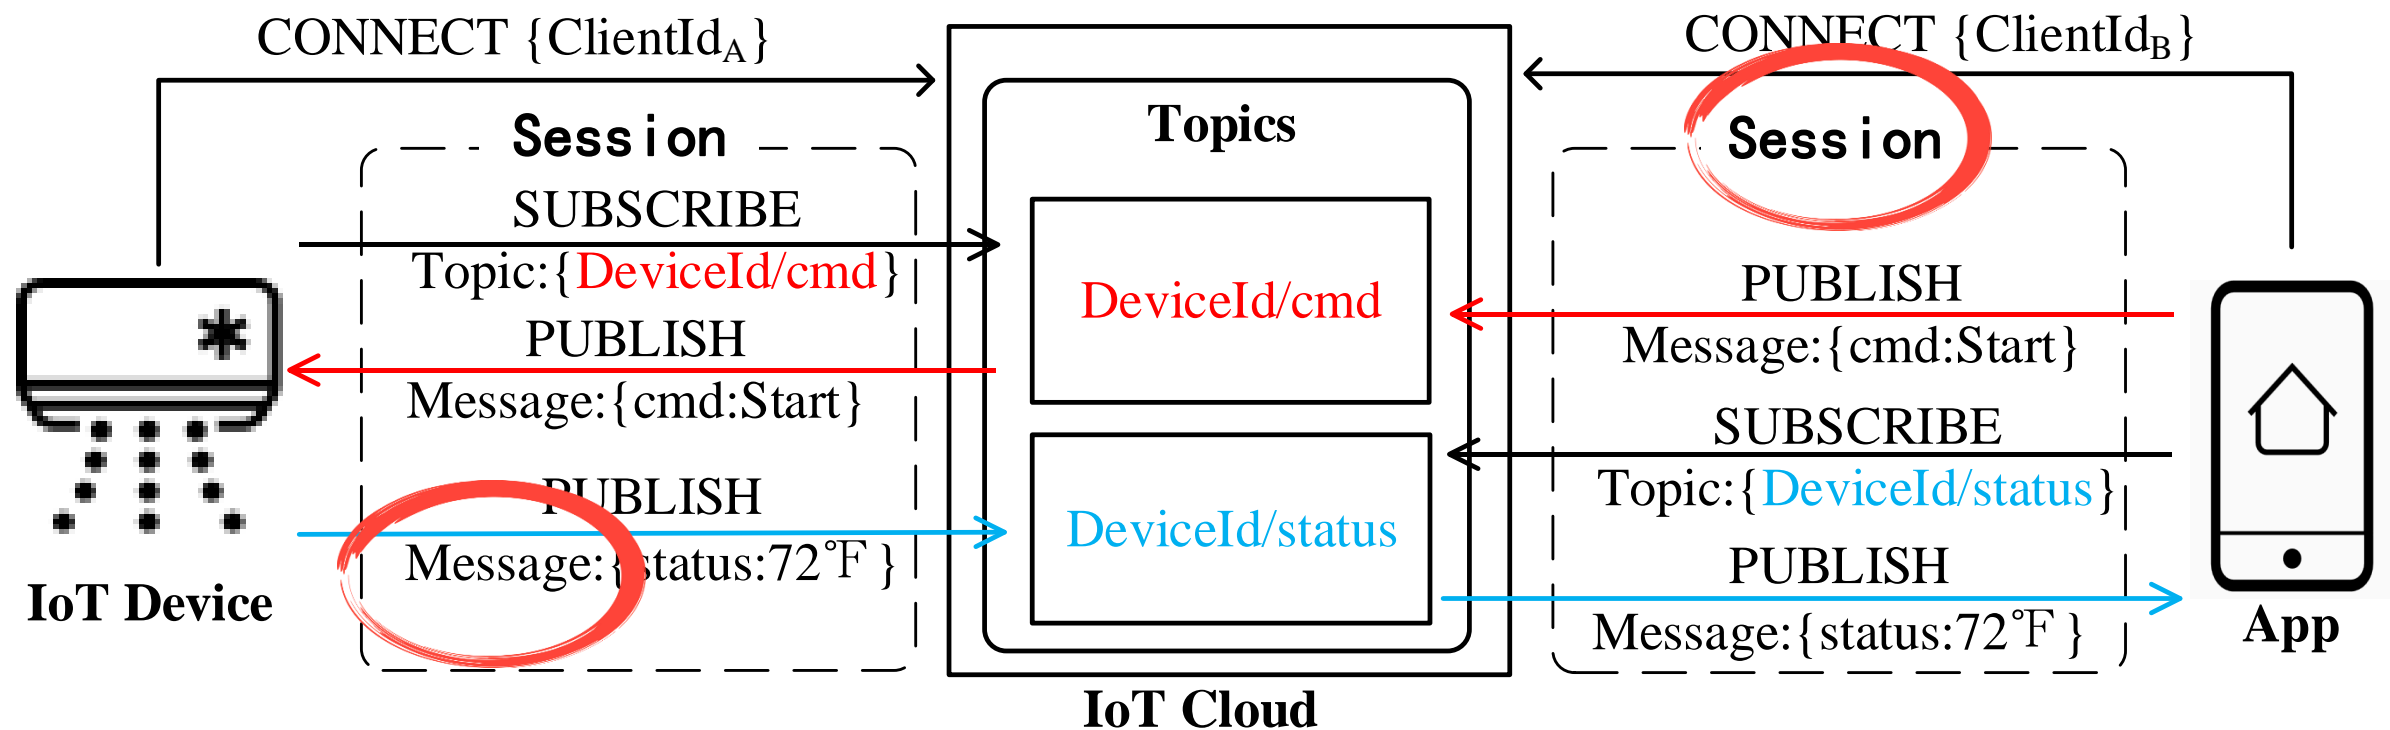 CONNECT {ClientId_A}
CONNECT {ClientId_B}
Session
Topics
Session
SUBSCRIBE
Topic:{DeviceId/cmd}
DeviceId/cmd
PUBLISH
Message:{cmd:Start}
PUBLISH
Message:{cmd:Start}
SUBSCRIBE
Topic:{DeviceId/status}
PUBLISH
Message:{status:72℉ }
DeviceId/status
PUBLISH
Message:{status:72℉ }
IoT Device
App
IoT Cloud